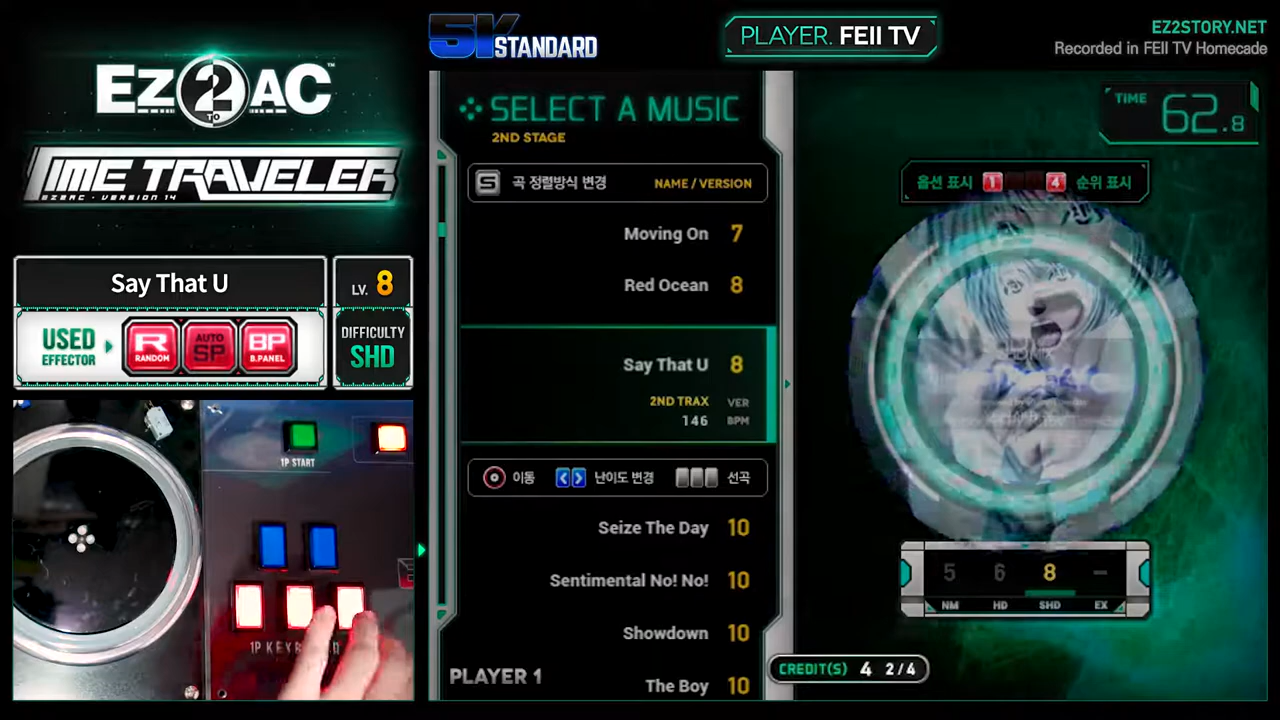 EZ2AC™
TO
TIME TRAVELER
EZ2AC - VERSION 14
Say That U
LV. 8
USED
EFFECTOR
R
RANDOM
AUTO
SP
BP
B.PANEL
DIFFICULTY
SHD
1P START
5K STANDARD
PLAYER. FEII TV
EZ2STORY.NET
Recorded in FEII TV Homecade
SELECT A MUSIC
2ND STAGE
S 곡 정렬방식 변경 NAME / VERSION
Moving On 7
Red Ocean 8
Say That U 8
2ND TRAX VER
146 BPM
이동 난이도 변경 선곡
Seize The Day 10
Sentimental No! No! 10
Showdown 10
The Boy 10
PLAYER 1
TIME 62.8
옵션 표시 1 4 순위 표시
5 6 8 –
NM HD SHD EX
CREDIT(S) 4 2/4